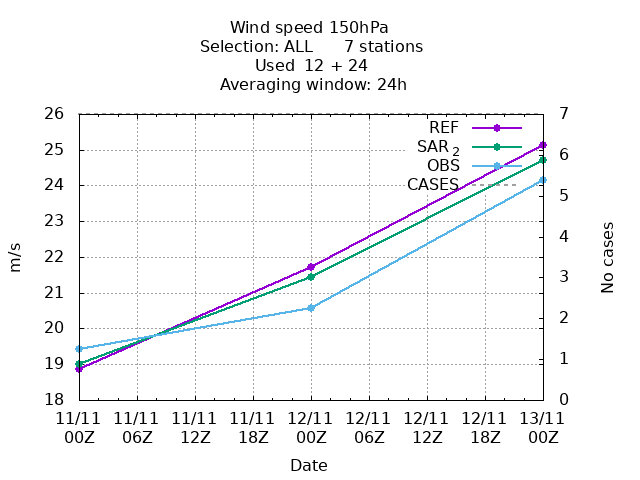 Wind speed 150hPa
Selection: ALL 7 stations
Used 12 + 24
Averaging window: 24h
26 7
25 6
24 5
23 4
22 3
21 2
20 1
19 0
18
m/s
No cases
REF
SAR 2
OBS
CASES
11/11 11/11 11/11 11/11 12/11 12/11 12/11 12/11 13/11
00Z 06Z 12Z 18Z 00Z 06Z 12Z 18Z 00Z
Date